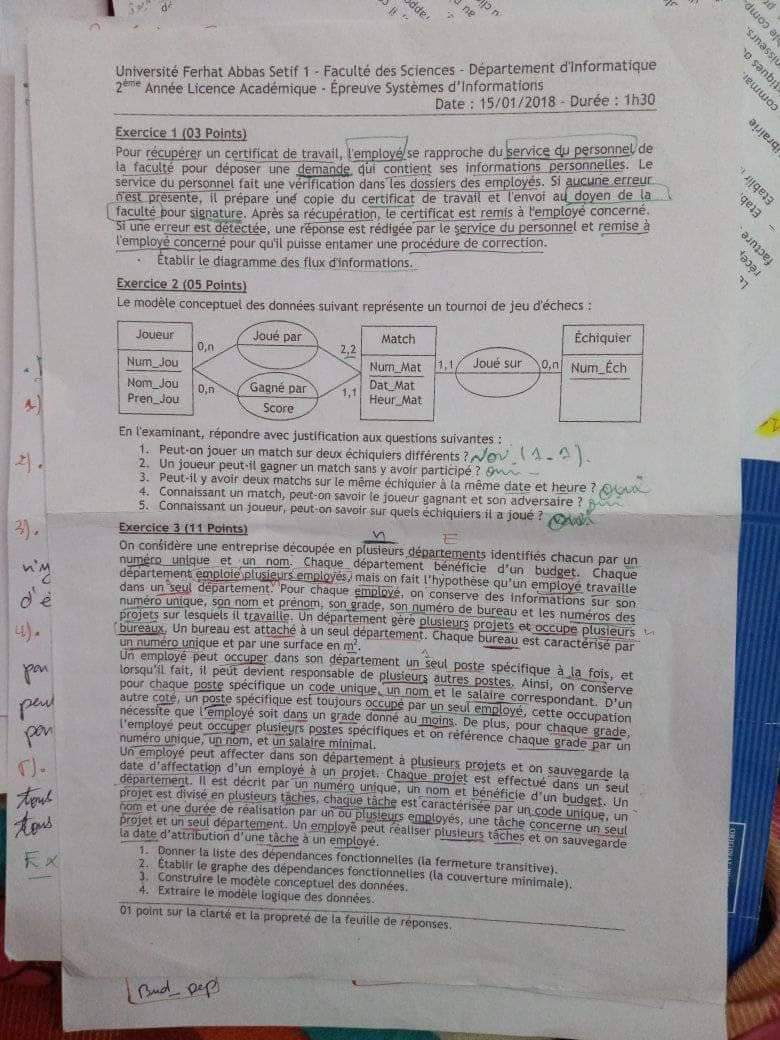 Université Ferhat Abbas Setif 1 - Faculté des Sciences - Département d'Informatique
2ème Année Licence Académique - Épreuve Systèmes d'Informations
Date : 15/01/2018 - Durée : 1h30
Exercice 1 (03 Points)
Pour récupérer un certificat de travail, l'employé se rapproche du service du personnel de
la faculté pour déposer une demande qui contient ses informations personnelles. Le
service du personnel fait une vérification dans les dossiers des employés. Si aucune erreur
n'est présente, il prépare une copie du certificat de travail et l'envoi au doyen de la
faculté pour signature. Après sa récupération, le certificat est remis à l'employé concerné.
Si une erreur est détectée, une réponse est rédigée par le service du personnel et remise à
l'employé concerné pour qu'il puisse entamer une procédure de correction.
· Établir le diagramme des flux d'informations.
Exercice 2 (05 Points)
Le modèle conceptuel des données suivant représente un tournoi de jeu d'échecs :
Joueur
Num_Jou
Nom_Jou
Pren_Jou
0,n
0,n
Joué par
Gagné par
Score
2,2
1,1
Match
Num_Mat
Dat_Mat
Heur_Mat
1,1
Joué sur
0,n
Échiquier
Num_Éch
En l'examinant, répondre avec justification aux questions suivantes :
1. Peut-on jouer un match sur deux échiquiers différents ? Non (1-1).
2. Un joueur peut-il gagner un match sans y avoir participé ? oui
3. Peut-il y avoir deux matchs sur le même échiquier à la même date et heure ? Oui
4. Connaissant un match, peut-on savoir le joueur gagnant et son adversaire ? oui
5. Connaissant un joueur, peut-on savoir sur quels échiquiers il a joué ? Oui
Exercice 3 (11 Points)
n E
On considère une entreprise découpée en plusieurs départements identifiés chacun par un
numéro unique et un nom. Chaque département bénéficie d'un budget. Chaque
département emploie plusieurs employés, mais on fait l'hypothèse qu'un employé travaille
dans un seul département. Pour chaque employé, on conserve des informations sur son
numéro unique, son nom et prénom, son grade, son numéro de bureau et les numéros des
projets sur lesquels il travaille. Un département gère plusieurs projets et occupe plusieurs
bureaux. Un bureau est attaché à un seul département. Chaque bureau est caractérisé par
un numéro unique et par une surface en m².
Un employé peut occuper dans son département un seul poste spécifique à la fois, et
lorsqu'il fait, il peut devenir responsable de plusieurs autres postes. Ainsi, on conserve
pour chaque poste spécifique un code unique, un nom et le salaire correspondant. D'un
autre coté, un poste spécifique est toujours occupé par un seul employé, cette occupation
nécessite que l'employé soit dans un grade donné au moins. De plus, pour chaque grade,
l'employé peut occuper plusieurs postes spécifiques et on référence chaque grade par un
numéro unique, un nom, et un salaire minimal.
Un employé peut affecter dans son département à plusieurs projets et on sauvegarde la
date d'affectation d'un employé à un projet. Chaque projet est effectué dans un seul
département. Il est décrit par un numéro unique, un nom et bénéficie d'un budget. Un
projet est divisé en plusieurs tâches, chaque tâche est caractérisée par un code unique, un
nom et une durée de réalisation par un ou plusieurs employés, une tâche concerne un seul
projet et un seul département. Un employé peut réaliser plusieurs tâches et on sauvegarde
la date d'attribution d'une tâche à un employé.
1. Donner la liste des dépendances fonctionnelles (la fermeture transitive).
2. Établir le graphe des dépendances fonctionnelles (la couverture minimale).
3. Construire le modèle conceptuel des données.
4. Extraire le modèle logique des données.
01 point sur la clarté et la propreté de la feuille de réponses.
Bud_dep
1)
2).
3).
n'y
d'é
4).
par
peu
par
5).
tous
tous
Ex
facture.